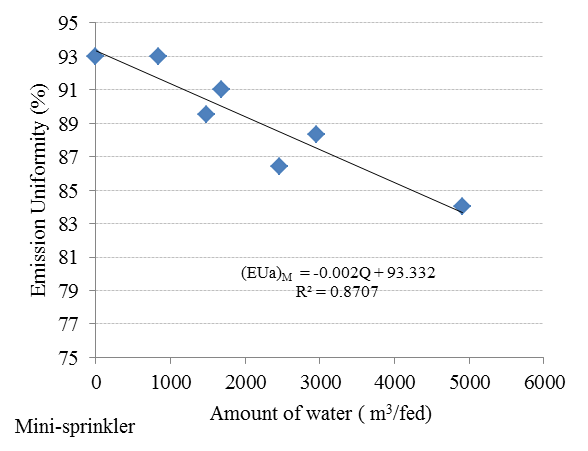 95
93
91
89
87
85
83
81
79
77
75
Emission Uniformity (%)
(EUa)M = -0.002Q + 93.332
R² = 0.8707
0 1000 2000 3000 4000 5000 6000
Amount of water ( m³/fed)
Mini-sprinkler